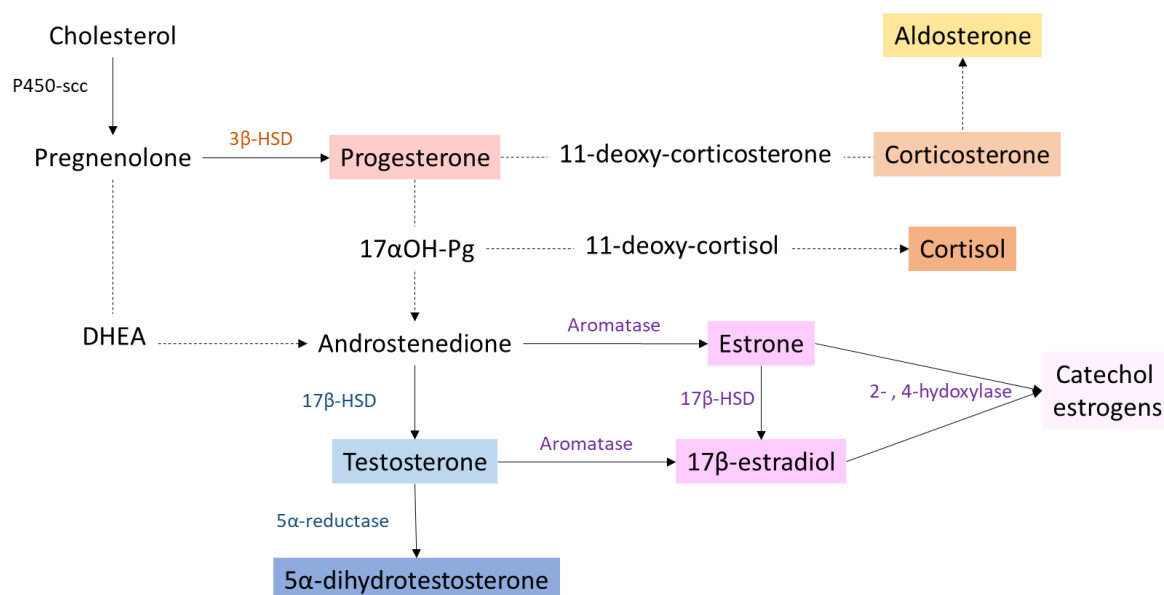 Cholesterol
Aldosterone
P450-scc
3β-HSD
Pregnenolone
Progesterone
11-deoxy-corticosterone
Corticosterone
17αOH-Pg
11-deoxy-cortisol
Cortisol
DHEA
Androstenedione
Aromatase
Estrone
17β-HSD
17β-HSD
2- , 4-hydoxylase
Catechol
estrogens
Testosterone
Aromatase
17β-estradiol
5α-reductase
5α-dihydrotestosterone